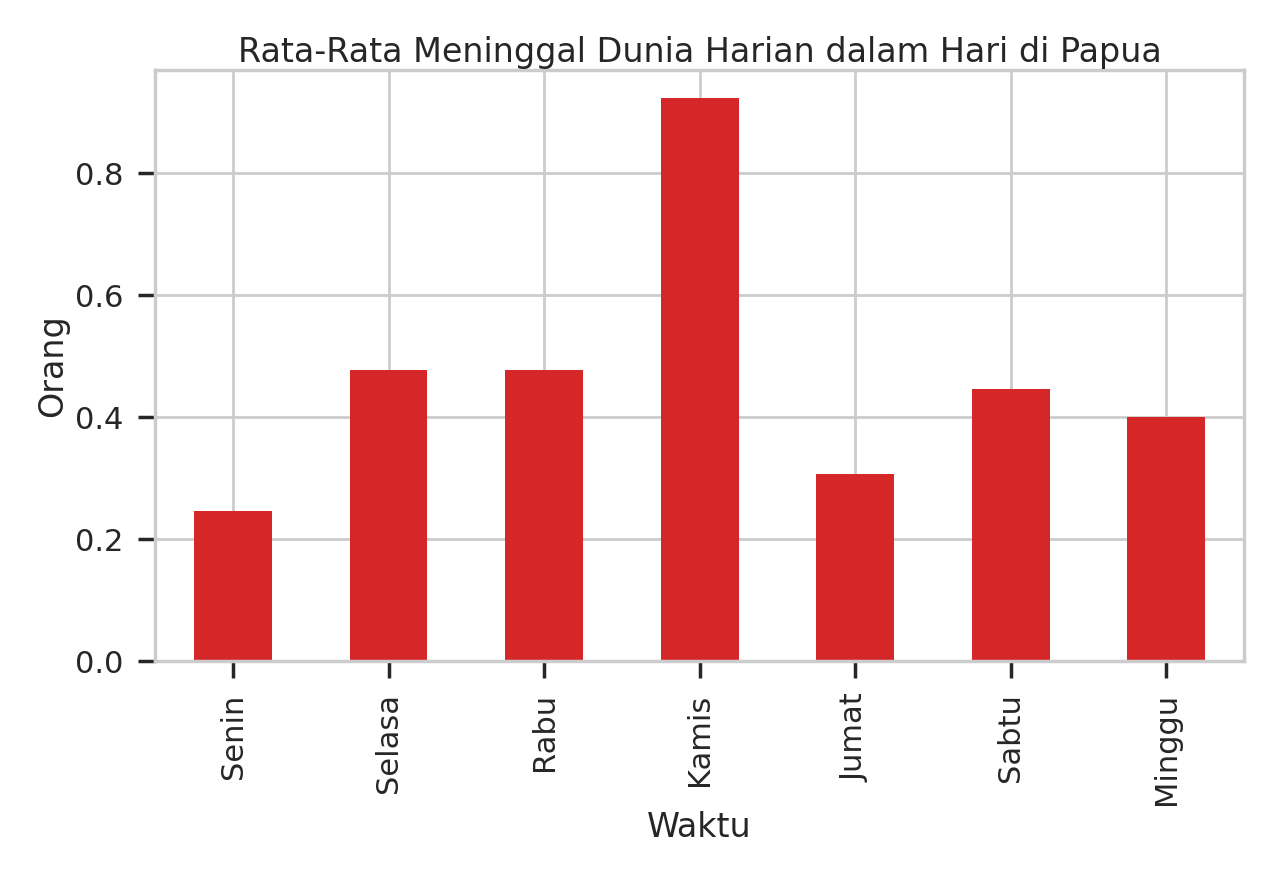 Rata-Rata Meninggal Dunia Harian dalam Hari di Papua
Orang
0.8
0.6
0.4
0.2
0.0
Senin
Selasa
Rabu
Kamis
Jumat
Sabtu
Minggu
Waktu